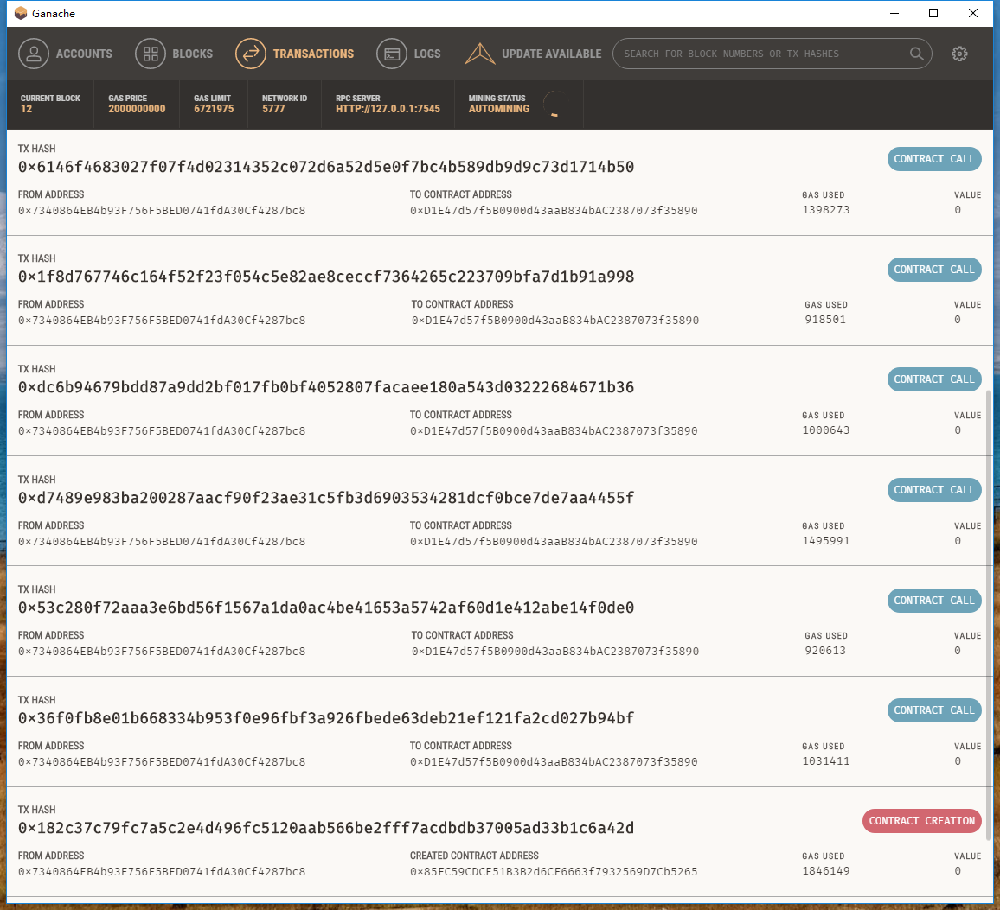 Ganache
ACCOUNTS BLOCKS TRANSACTIONS LOGS UPDATE AVAILABLE SEARCH FOR BLOCK NUMBERS OR TX HASHES
CURRENT BLOCK GAS PRICE GAS LIMIT NETWORK ID RPC SERVER MINING STATUS
12 2000000000 6721975 5777 HTTP://127.0.0.1:7545 AUTOMINING
TX HASH
0×6146f4683027f07f4d02314352c072d6a52d5e0f7bc4b589db9d9c73d1714b50 CONTRACT CALL
FROM ADDRESS TO CONTRACT ADDRESS GAS USED VALUE
0×7340864EB4b93F756F5BED0741fdA30Cf4287bc8 0×D1E47d57f5B0900d43aaB834bAC2387073f35890 1398273 0
TX HASH
0×1f8d767746c164f52f23f054c5e82ae8ceccf7364265c223709bfa7d1b91a998 CONTRACT CALL
FROM ADDRESS TO CONTRACT ADDRESS GAS USED VALUE
0×7340864EB4b93F756F5BED0741fdA30Cf4287bc8 0×D1E47d57f5B0900d43aaB834bAC2387073f35890 918501 0
TX HASH
0×dc6b94679bdd87a9dd2bf017fb0bf4052807facaee180a543d03222684671b36 CONTRACT CALL
FROM ADDRESS TO CONTRACT ADDRESS GAS USED VALUE
0×7340864EB4b93F756F5BED0741fdA30Cf4287bc8 0×D1E47d57f5B0900d43aaB834bAC2387073f35890 1000643 0
TX HASH
0×d7489e983ba200287aacf90f23ae31c5fb3d6903534281dcf0bce7de7aa4455f CONTRACT CALL
FROM ADDRESS TO CONTRACT ADDRESS GAS USED VALUE
0×7340864EB4b93F756F5BED0741fdA30Cf4287bc8 0×D1E47d57f5B0900d43aaB834bAC2387073f35890 1495991 0
TX HASH
0×53c280f72aaa3e6bd56f1567a1da0ac4be41653a5742af60d1e412abe14f0de0 CONTRACT CALL
FROM ADDRESS TO CONTRACT ADDRESS GAS USED VALUE
0×7340864EB4b93F756F5BED0741fdA30Cf4287bc8 0×D1E47d57f5B0900d43aaB834bAC2387073f35890 920613 0
TX HASH
0×36f0fb8e01b668334b953f0e96fbf3a926fbede63deb21ef121fa2cd027b94bf CONTRACT CALL
FROM ADDRESS TO CONTRACT ADDRESS GAS USED VALUE
0×7340864EB4b93F756F5BED0741fdA30Cf4287bc8 0×D1E47d57f5B0900d43aaB834bAC2387073f35890 1031411 0
TX HASH
0×182c37c79fc7a5c2e4d496fc5120aab566be2fff7acdbdb37005ad33b1c6a42d CONTRACT CREATION
FROM ADDRESS CREATED CONTRACT ADDRESS GAS USED VALUE
0×7340864EB4b93F756F5BED0741fdA30Cf4287bc8 0×85FC59CDCE51B3B2d6CF6663f7932569D7Cb5265 1846149 0